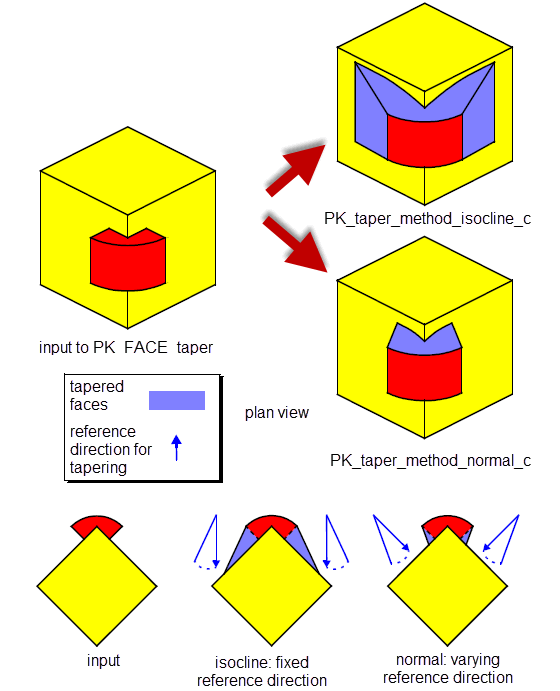 PK_taper_method_isocline_c
input to PK_FACE_taper
tapered
faces
reference
direction for
tapering
plan view
PK_taper_method_normal_c
input
isocline: fixed
reference direction
normal: varying
reference direction